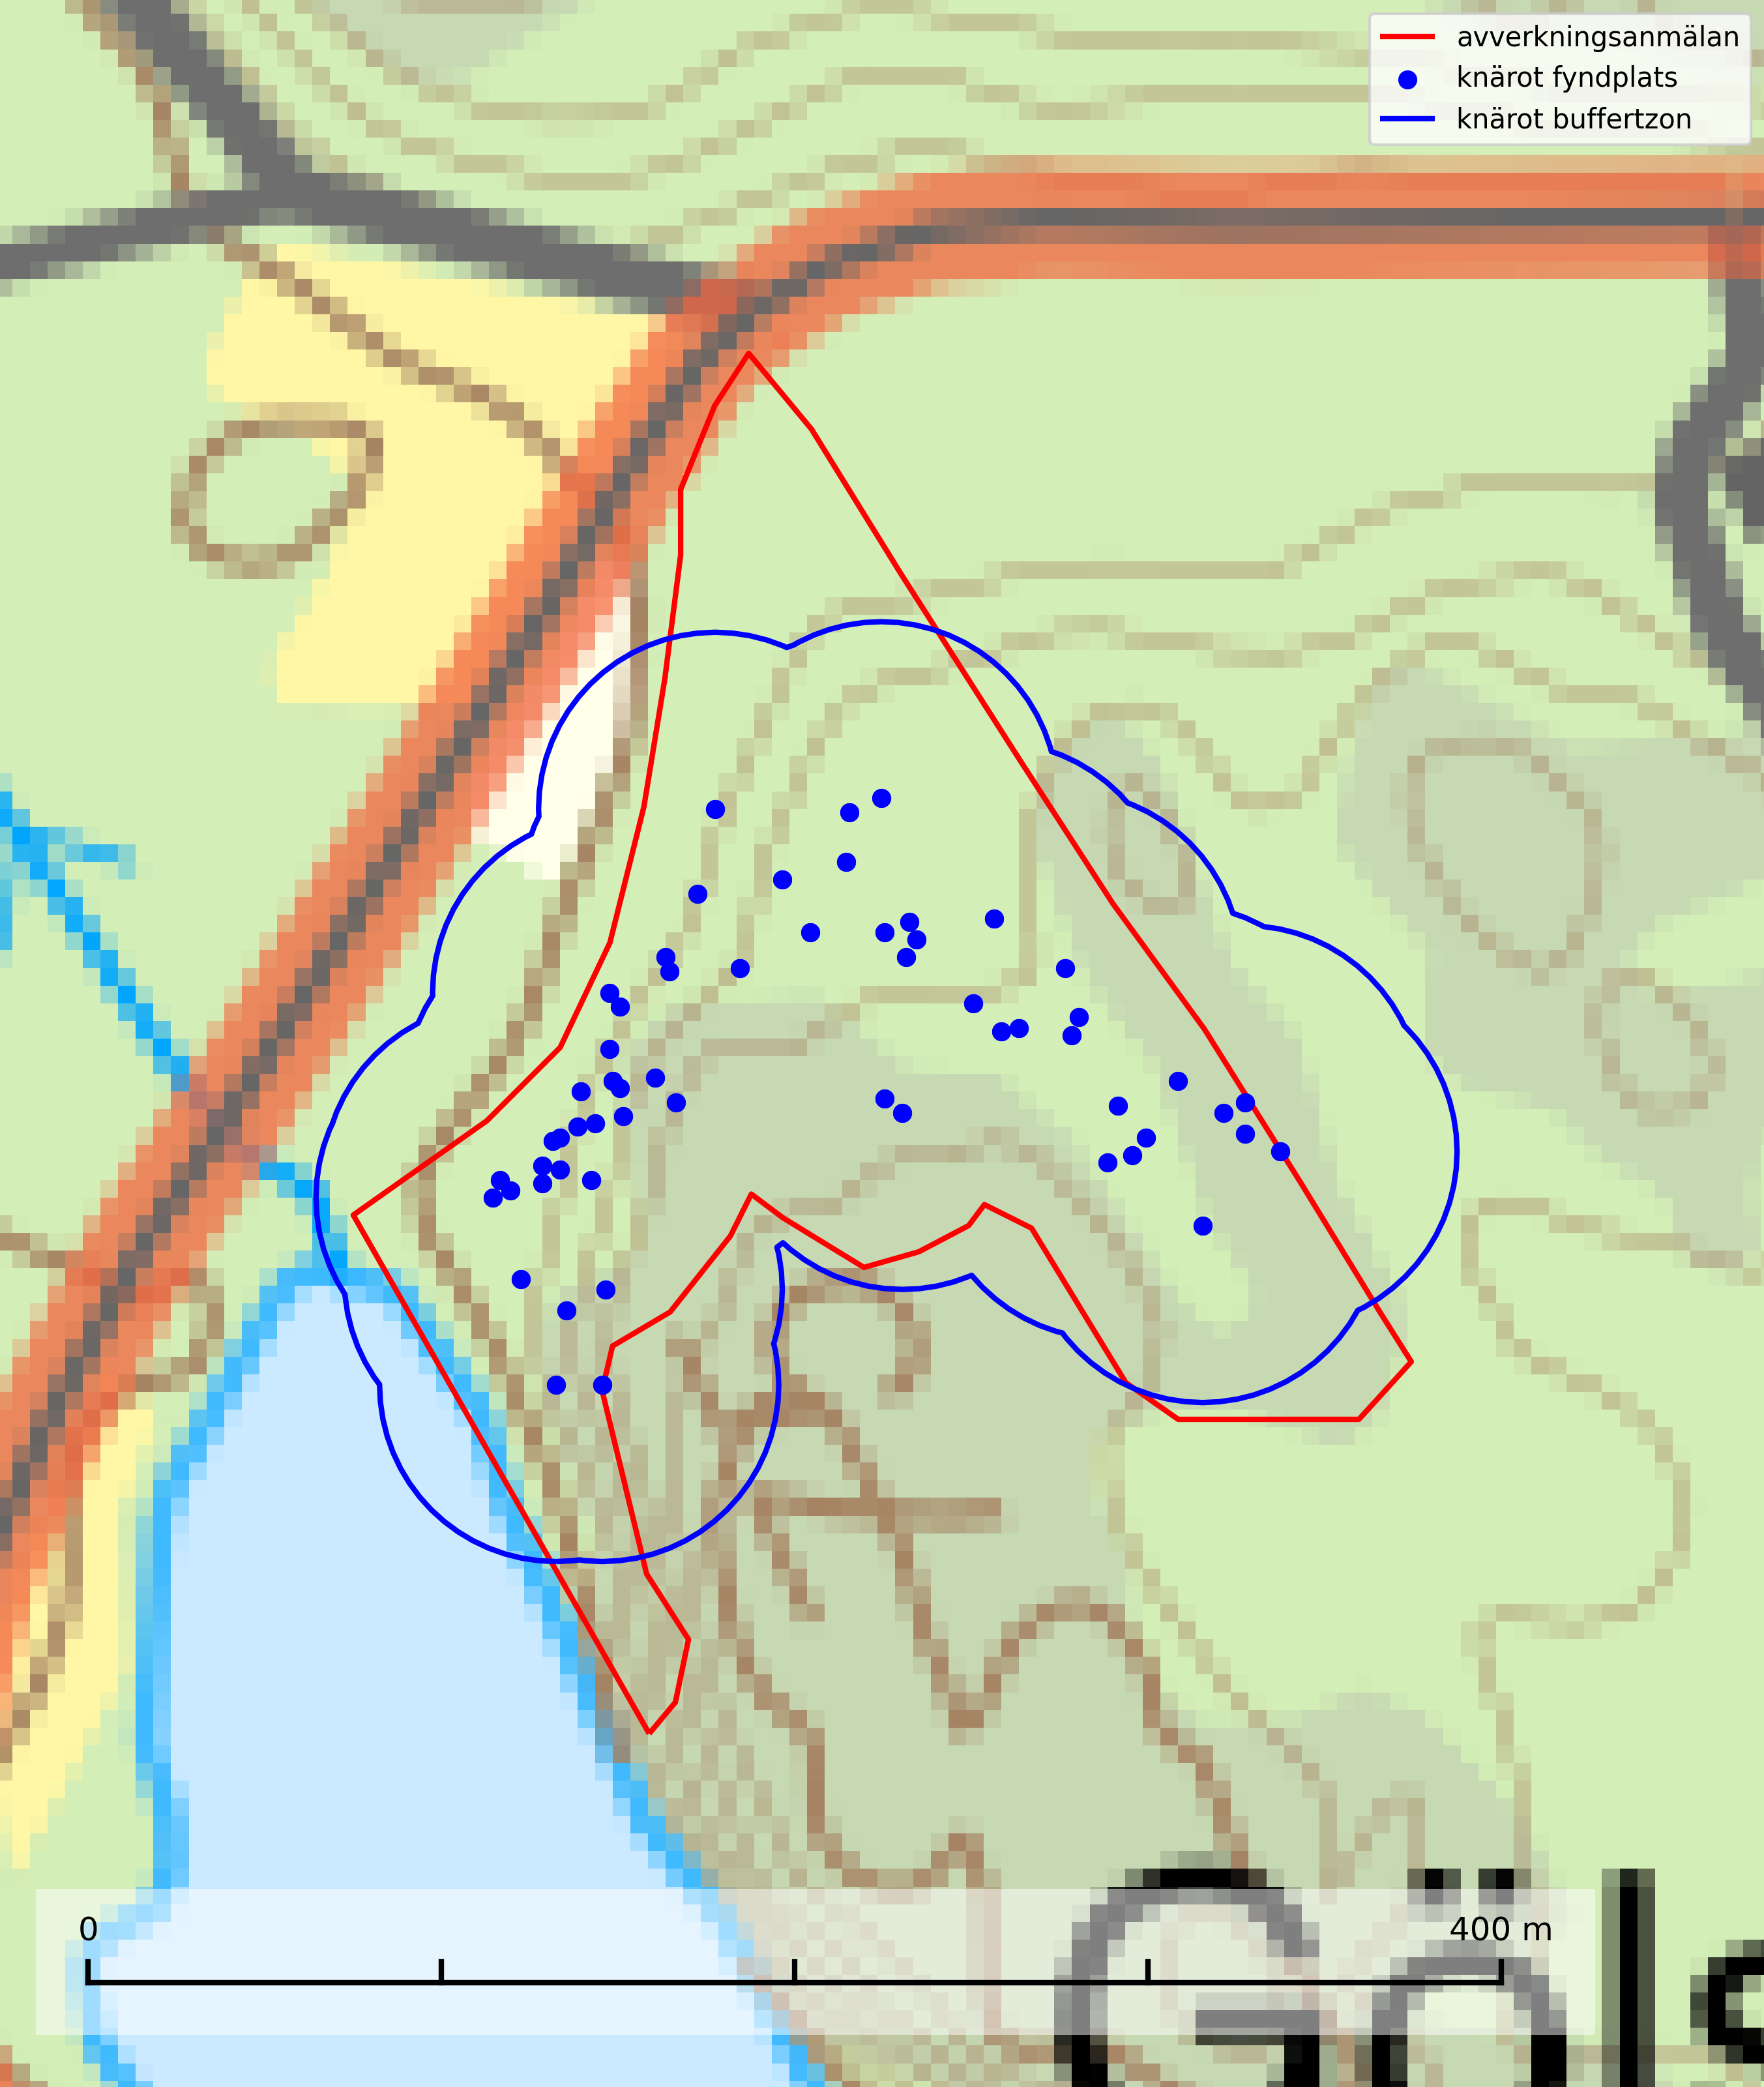 avverkningsanmälan
knärot fyndplats
knärot buffertzon
0 400 m